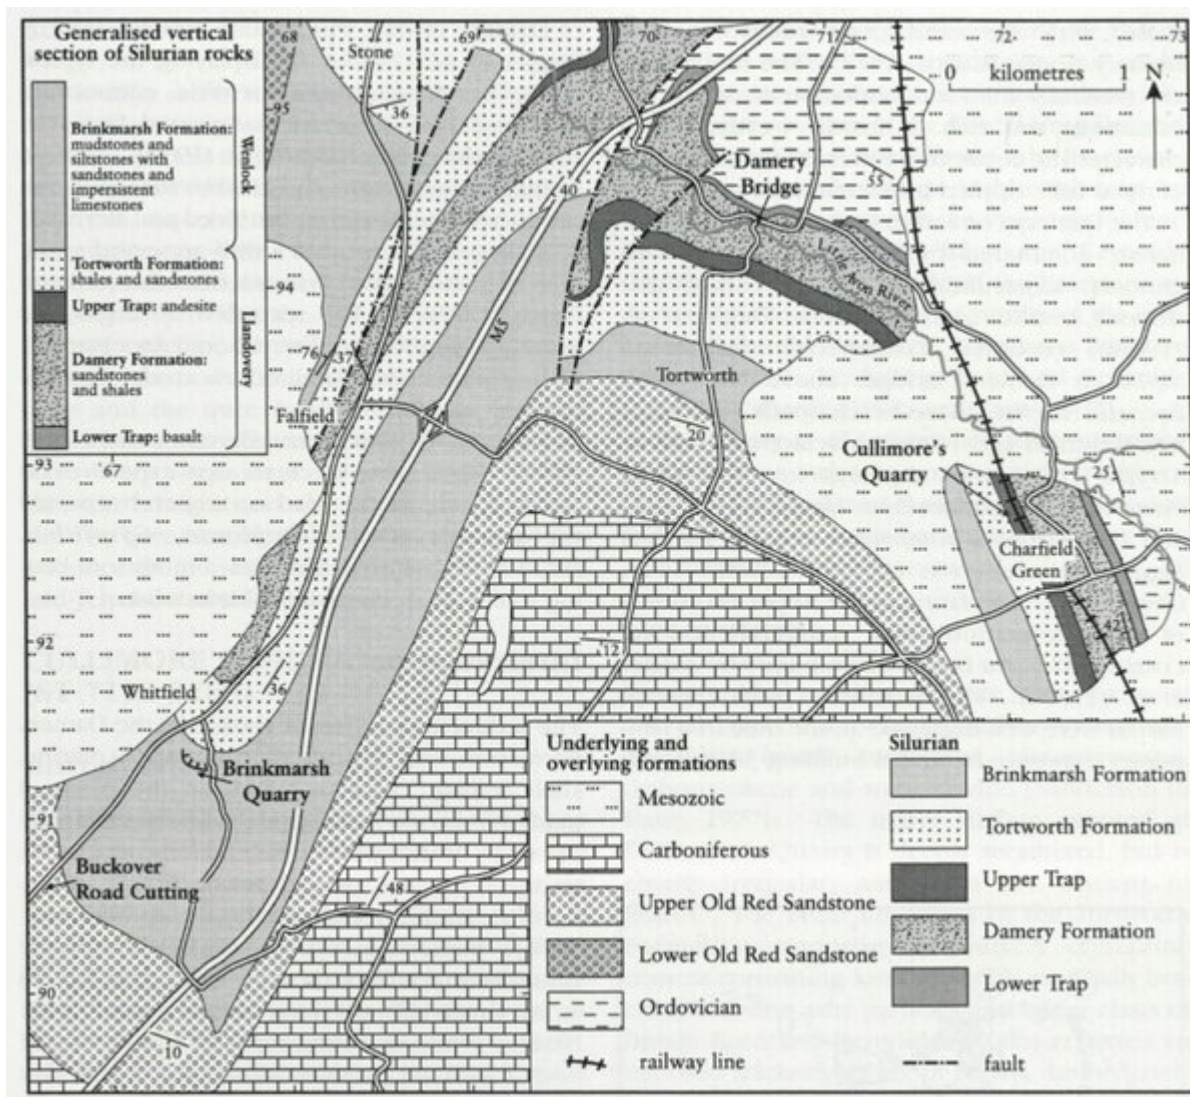 Generalised vertical
section of Silurian rocks
Brinkmarsh Formation:
mudstones and
siltstones with
sandstones and
impersistent
limestones
Wenlock
Tortworth Formation:
shales and sandstones
Upper Trap: andesite
Damery Formation:
sandstones
and shales
Lower Trap: basalt
Llandovery
68
69
70
71
72
73
Stone
95
36
0 kilometres 1 N
Damery
Bridge
40
55
94
Little Avon River
M5
76
37
Tortworth
Falfield
20
Cullimore's
Quarry
93
67
25
Charfield
Green
92
12
42
Whitfield
36
Brinkmarsh
Quarry
91
Buckover
Road Cutting
48
90
10
Underlying and
overlying formations
Mesozoic
Carboniferous
Upper Old Red Sandstone
Lower Old Red Sandstone
Ordovician
railway line
Silurian
Brinkmarsh Formation
Tortworth Formation
Upper Trap
Damery Formation
Lower Trap
fault